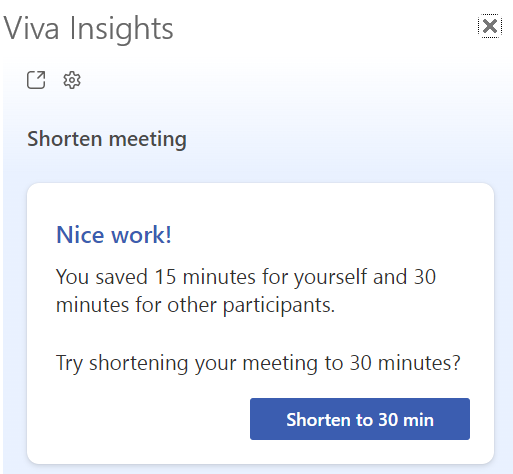 Viva Insights
Shorten meeting
Nice work!
You saved 15 minutes for yourself and 30
minutes for other participants.
Try shortening your meeting to 30 minutes?
Shorten to 30 min